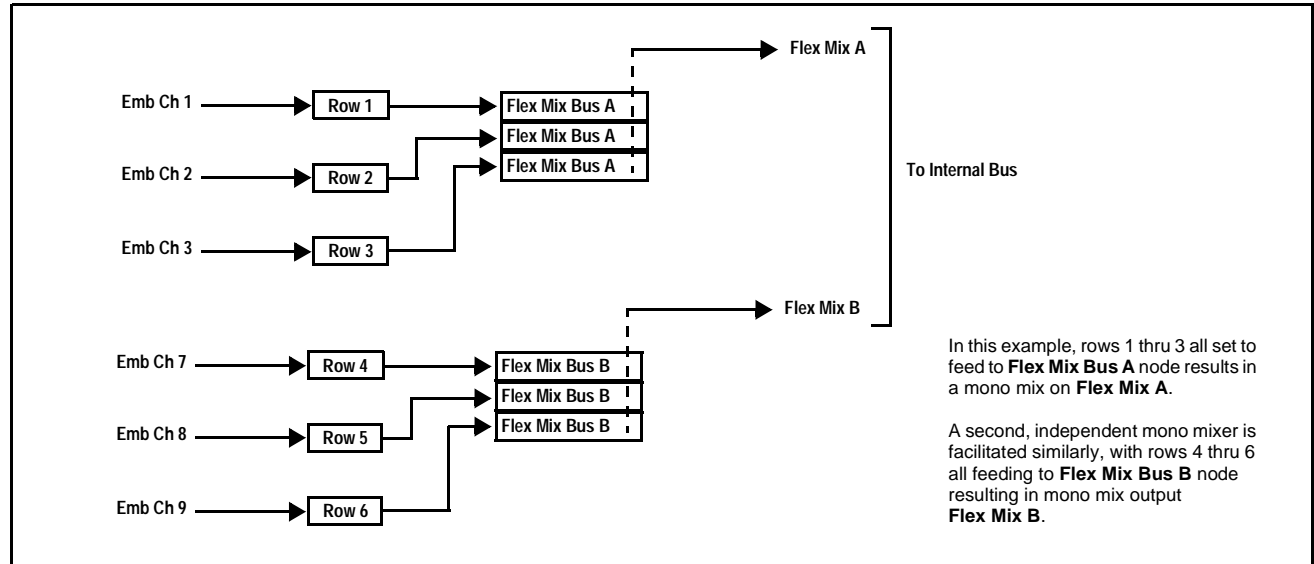 Flex Mix A
Emb Ch 1
Row 1
Flex Mix Bus A
Flex Mix Bus A
Emb Ch 2
Row 2
Flex Mix Bus A
To Internal Bus
Emb Ch 3
Row 3
Flex Mix B
Emb Ch 7
Row 4
Flex Mix Bus B
Flex Mix Bus B
Emb Ch 8
Row 5
Flex Mix Bus B
Emb Ch 9
Row 6
In this example, rows 1 thru 3 all set to
feed to Flex Mix Bus A node results in
a mono mix on Flex Mix A.
A second, independent mono mixer is
facilitated similarly, with rows 4 thru 6
all feeding to Flex Mix Bus B node
resulting in mono mix output
Flex Mix B.